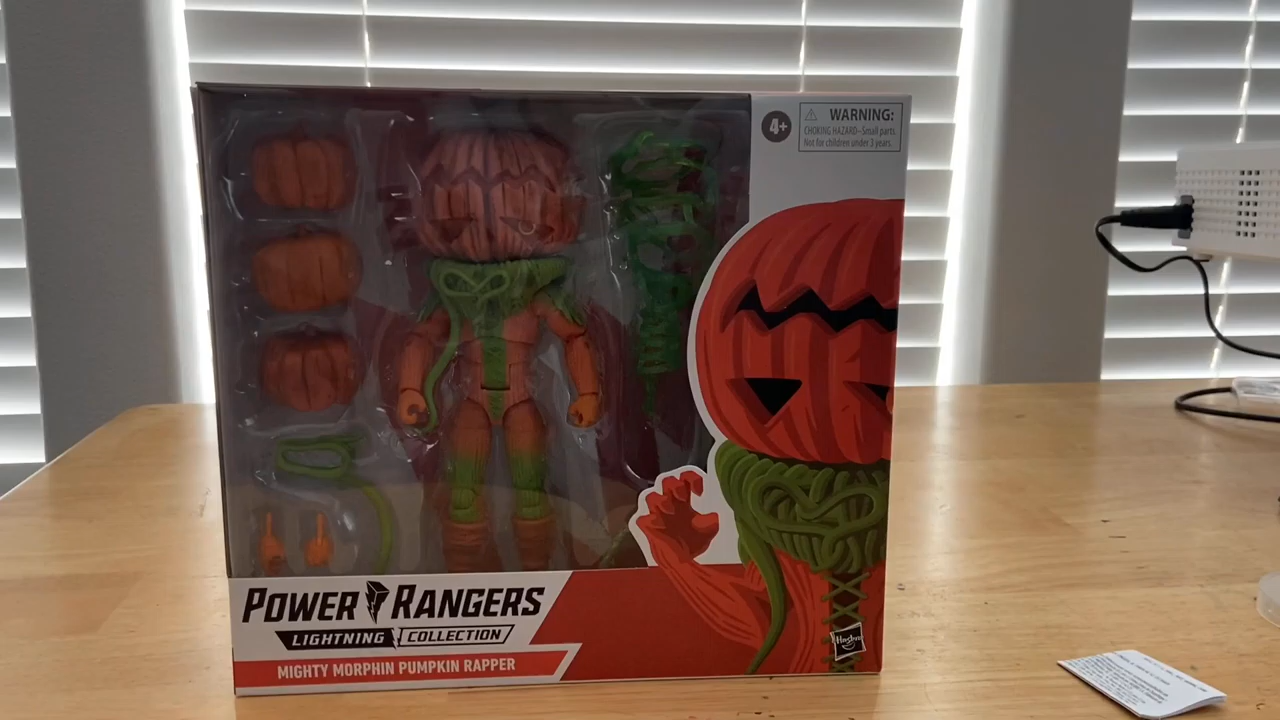 4+
WARNING:
CHOKING HAZARD–Small parts.
Not for children under 3 years.
POWER RANGERS
LIGHTNING COLLECTION
MIGHTY MORPHIN PUMPKIN RAPPER
Hasbro